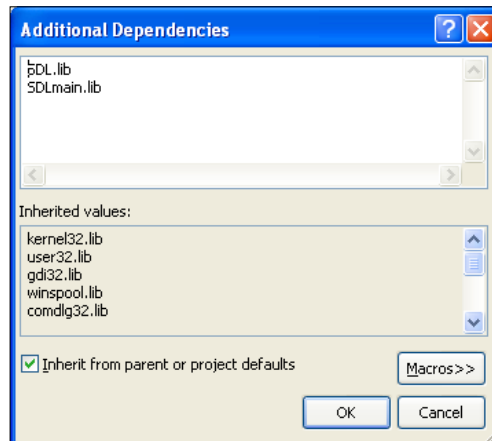 Additional Dependencies
SDL.lib
SDLmain.lib
Inherited values:
kernel32.lib
user32.lib
gdi32.lib
winspool.lib
comdlg32.lib
Inherit from parent or project defaults
Macros>>
OK
Cancel